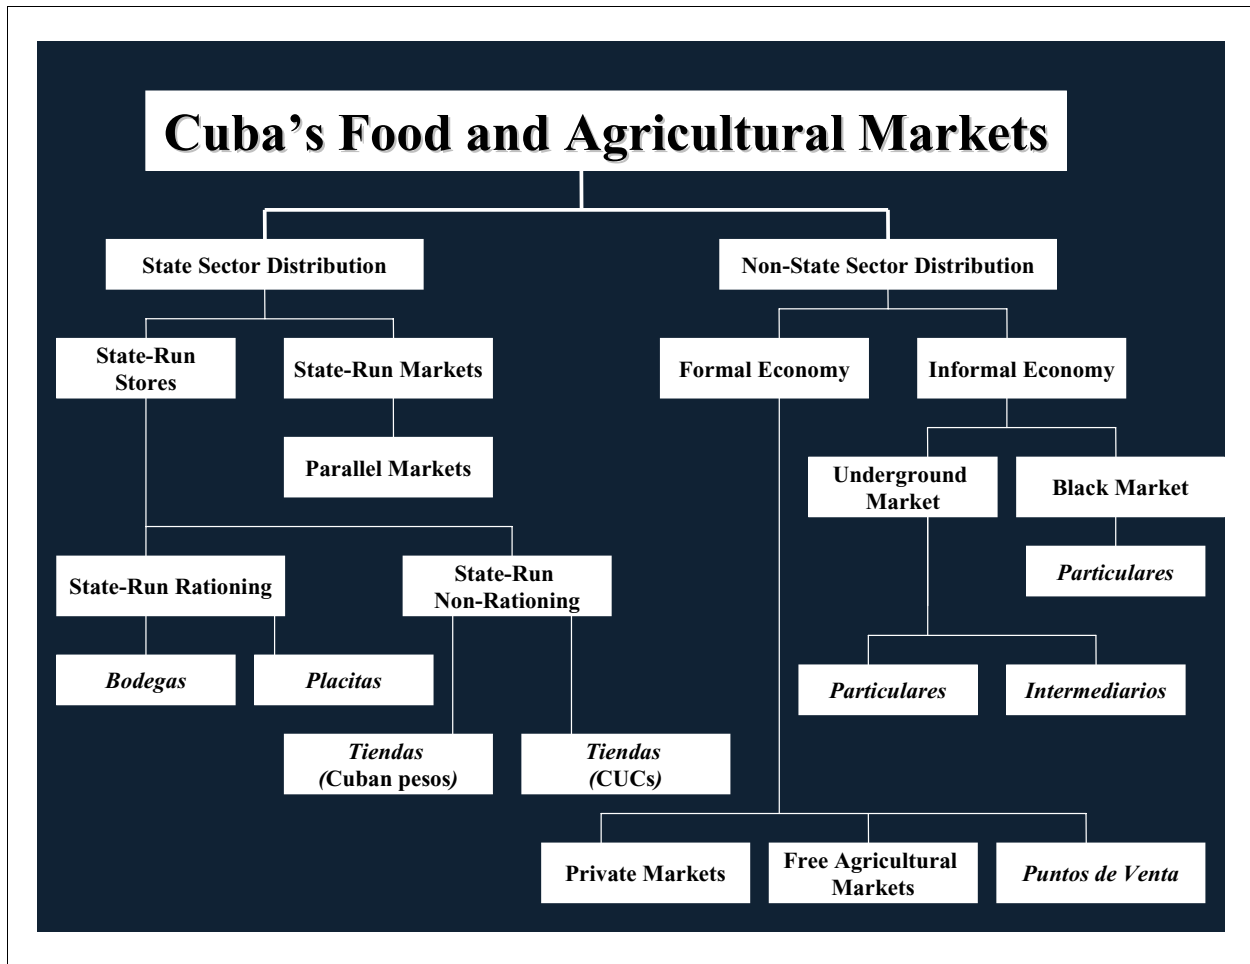 Cuba’s Food and Agricultural Markets
State Sector Distribution
Non-State Sector Distribution
State-Run
Stores
State-Run Markets
Formal Economy
Informal Economy
Parallel Markets
Underground
Market
Black Market
State-Run Rationing
State-Run
Non-Rationing
Particulares
Bodegas
Placitas
Particulares
Intermediarios
Tiendas
(Cuban pesos)
Tiendas
(CUCs)
Private Markets
Free Agricultural
Markets
Puntos de Venta